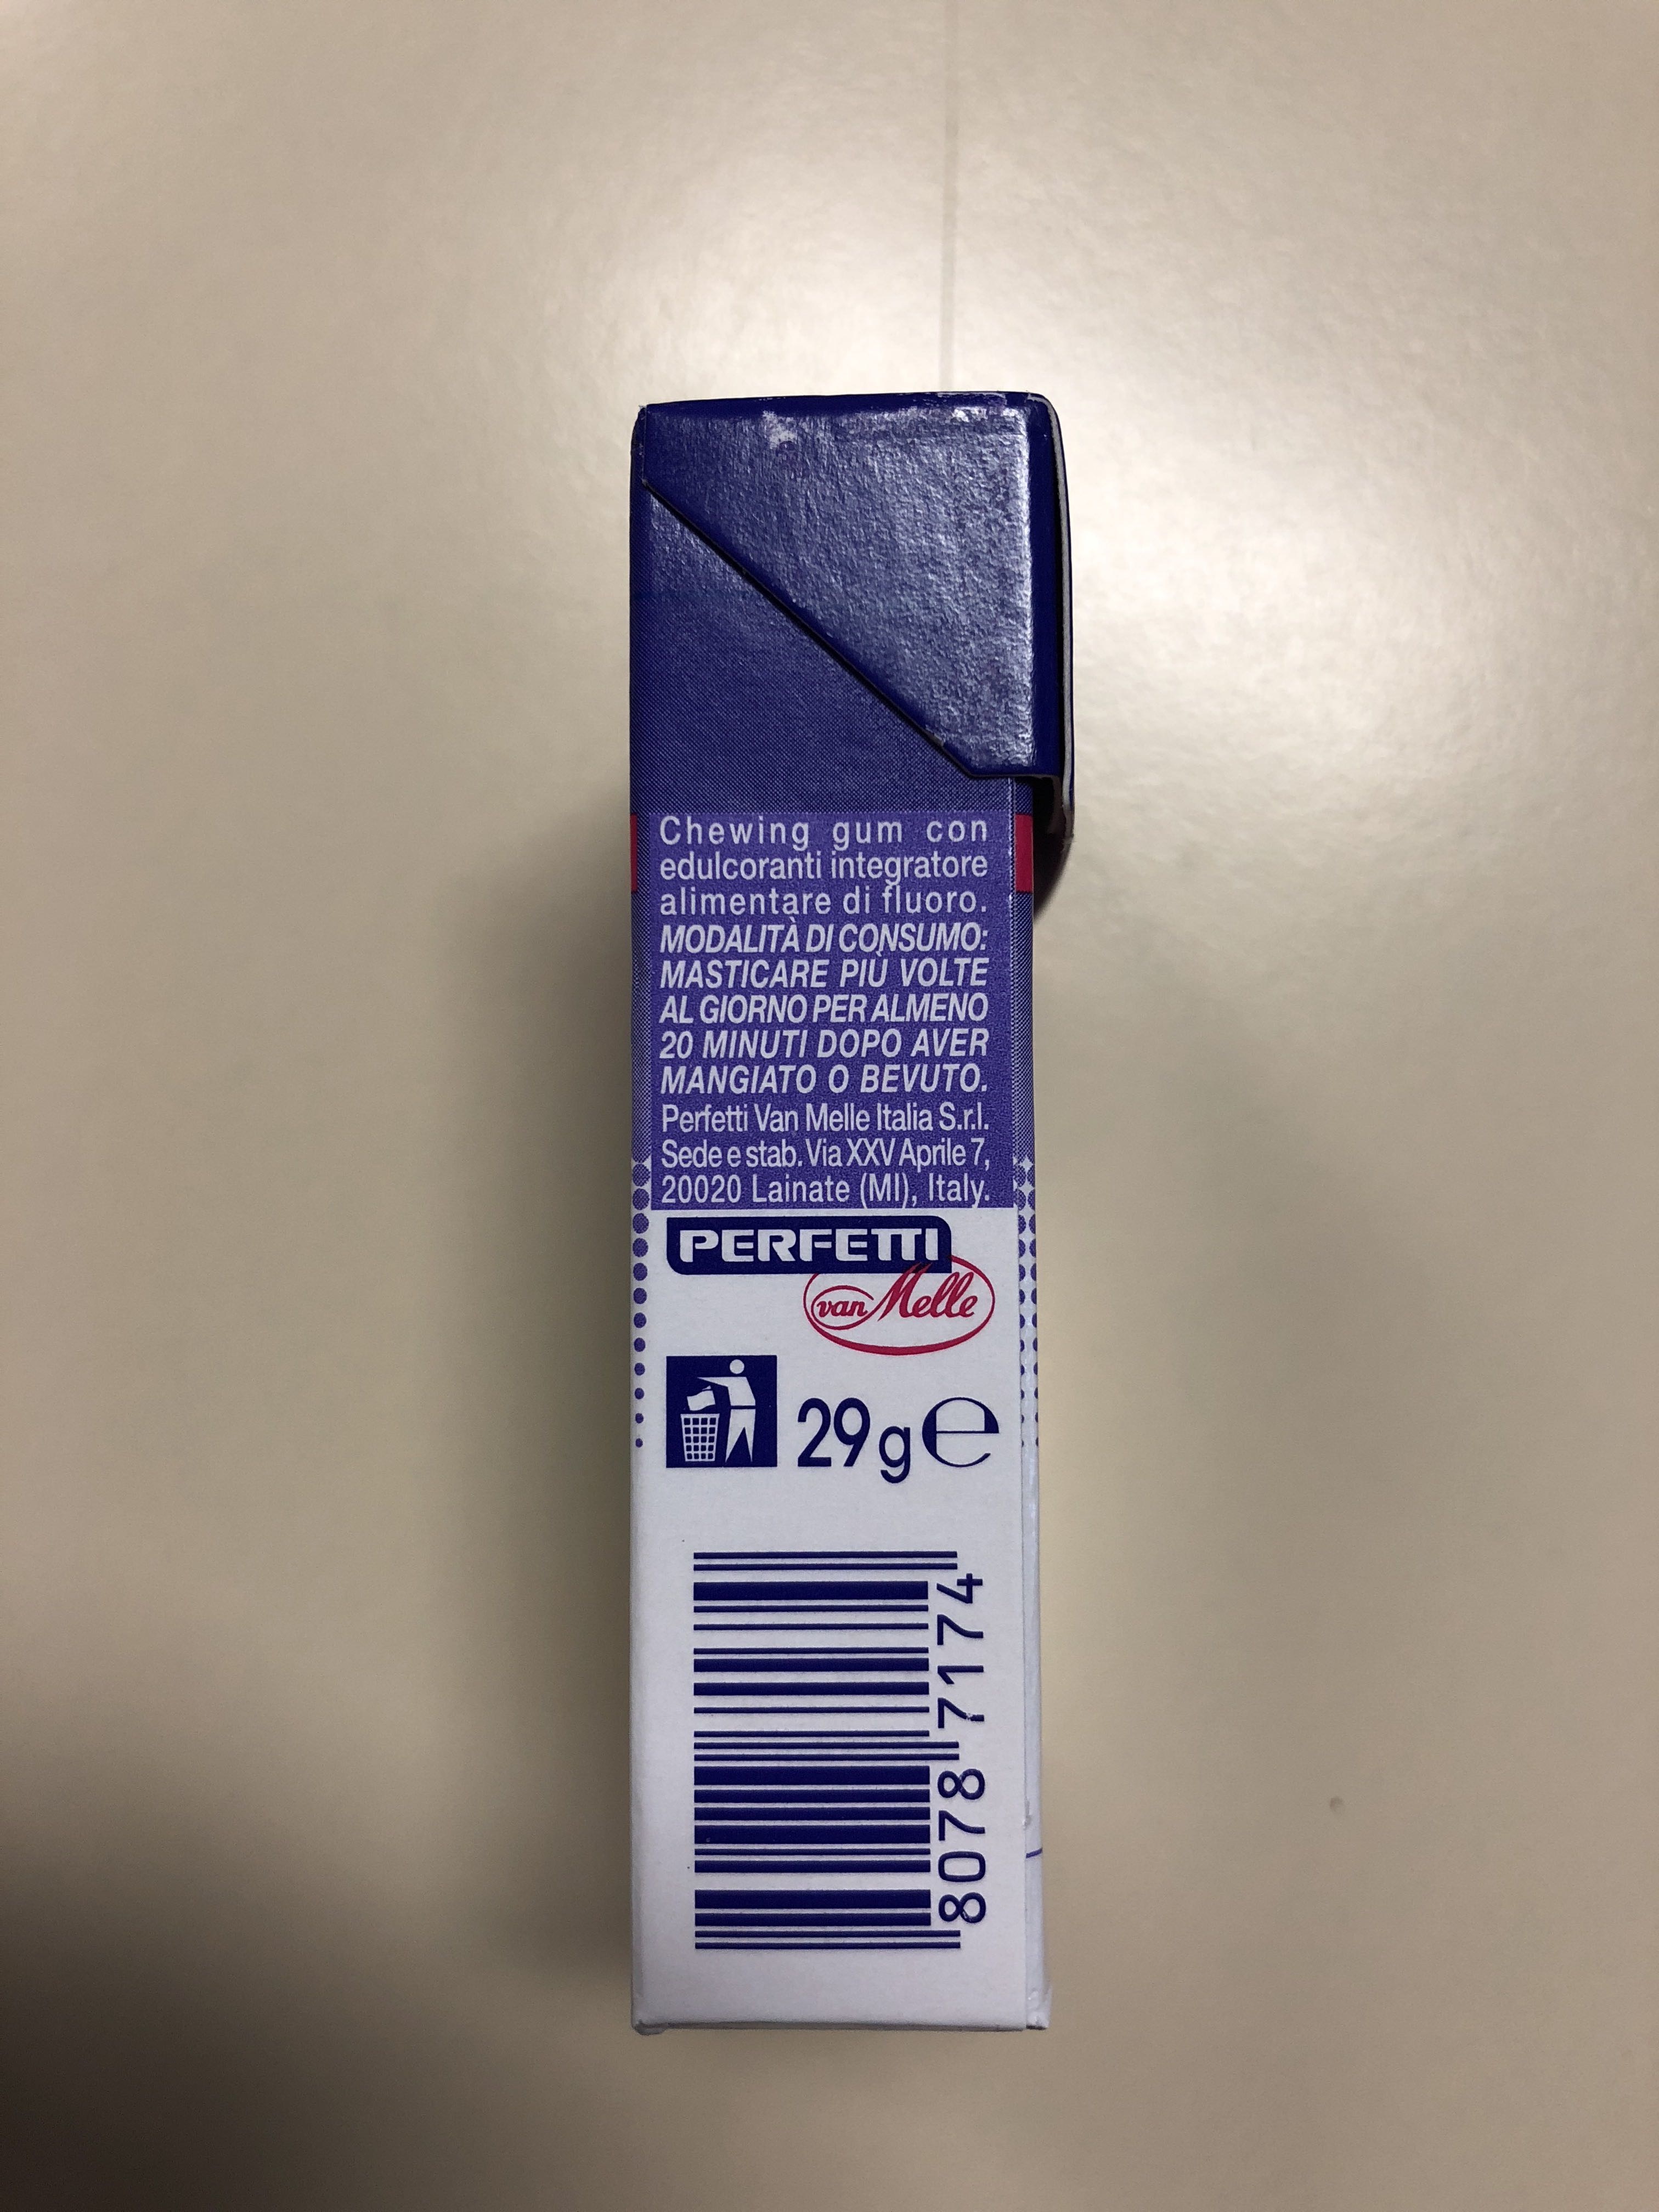 Chewing gum con
edulcoranti integratore
alimentare di fluoro.
MODALITÀ DI CONSUMO:
MASTICARE PIÙ VOLTE
AL GIORNO PER ALMENO
20 MINUTI DOPO AVER
MANGIATO O BEVUTO.
Perfetti Van Melle Italia S.r.l.
Sede e stab. Via XXV Aprile 7,
20020 Lainate (MI), Italy.
PERFETTI
van Melle
29 g e
8078 7174